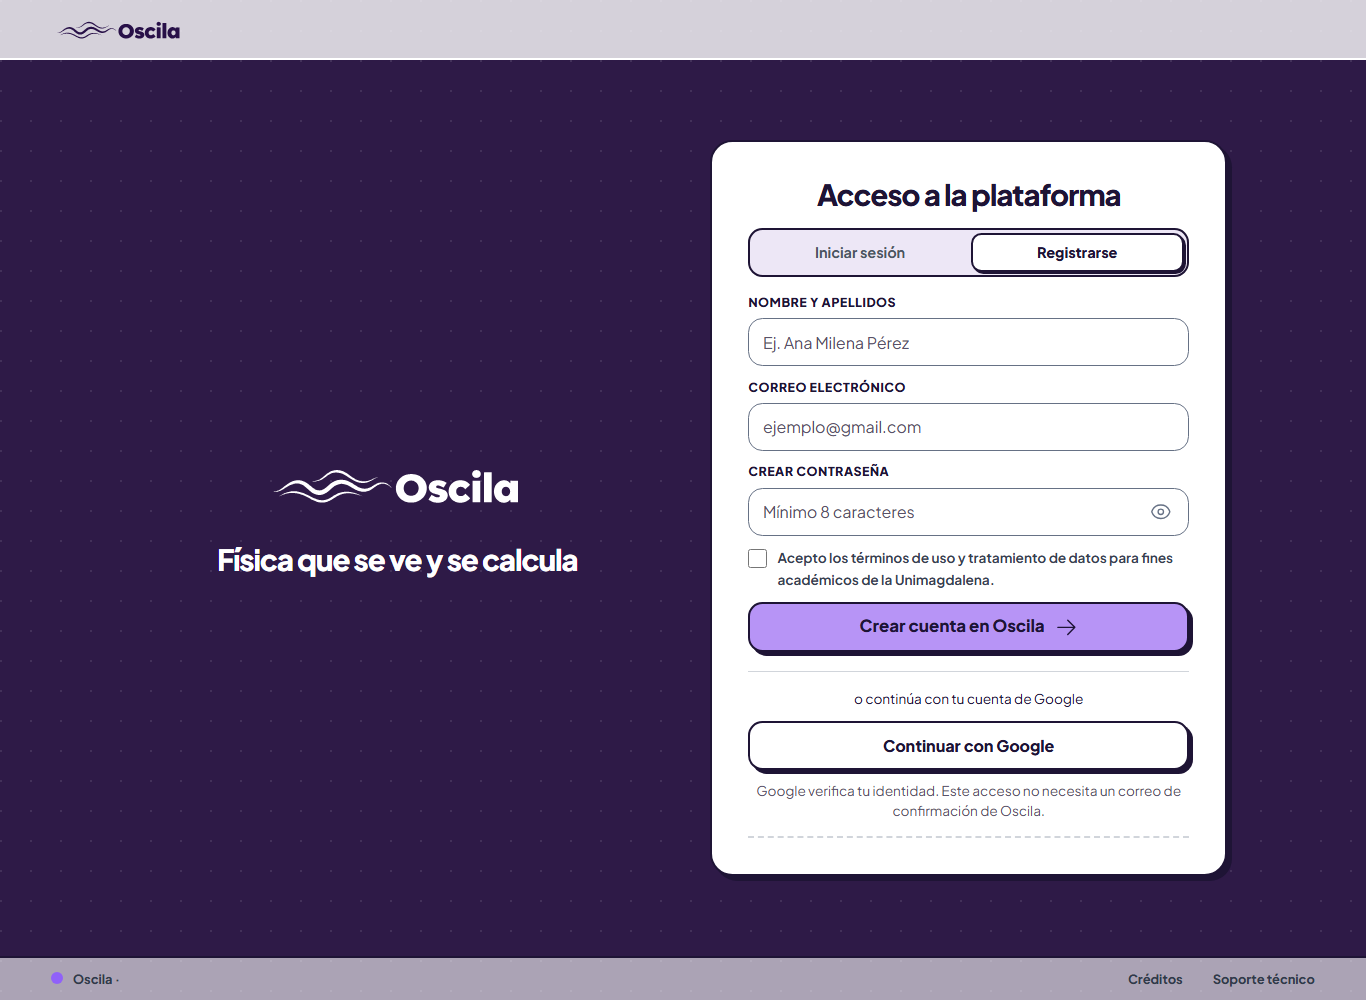 Oscila
Oscila
Física que se ve y se calcula
Acceso a la plataforma
Iniciar sesión
Registrarse
NOMBRE Y APELLIDOS
Ej. Ana Milena Pérez
CORREO ELECTRÓNICO
ejemplo@gmail.com
CREAR CONTRASEÑA
Mínimo 8 caracteres
Acepto los términos de uso y tratamiento de datos para fines
académicos de la Unimagdalena.
Crear cuenta en Oscila
o continúa con tu cuenta de Google
Continuar con Google
Google verifica tu identidad. Este acceso no necesita un correo de
confirmación de Oscila.
Oscila ·
Créditos
Soporte técnico